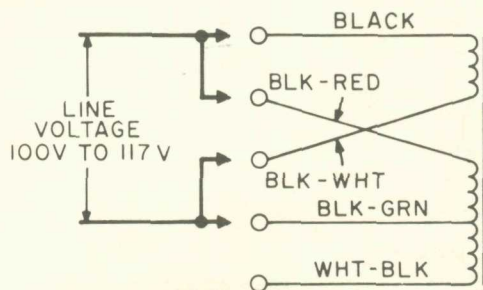 BLACK
BLK-RED
LINE
VOLTAGE
100V TO 117V
BLK-WHT
BLK-GRN
WHT-BLK